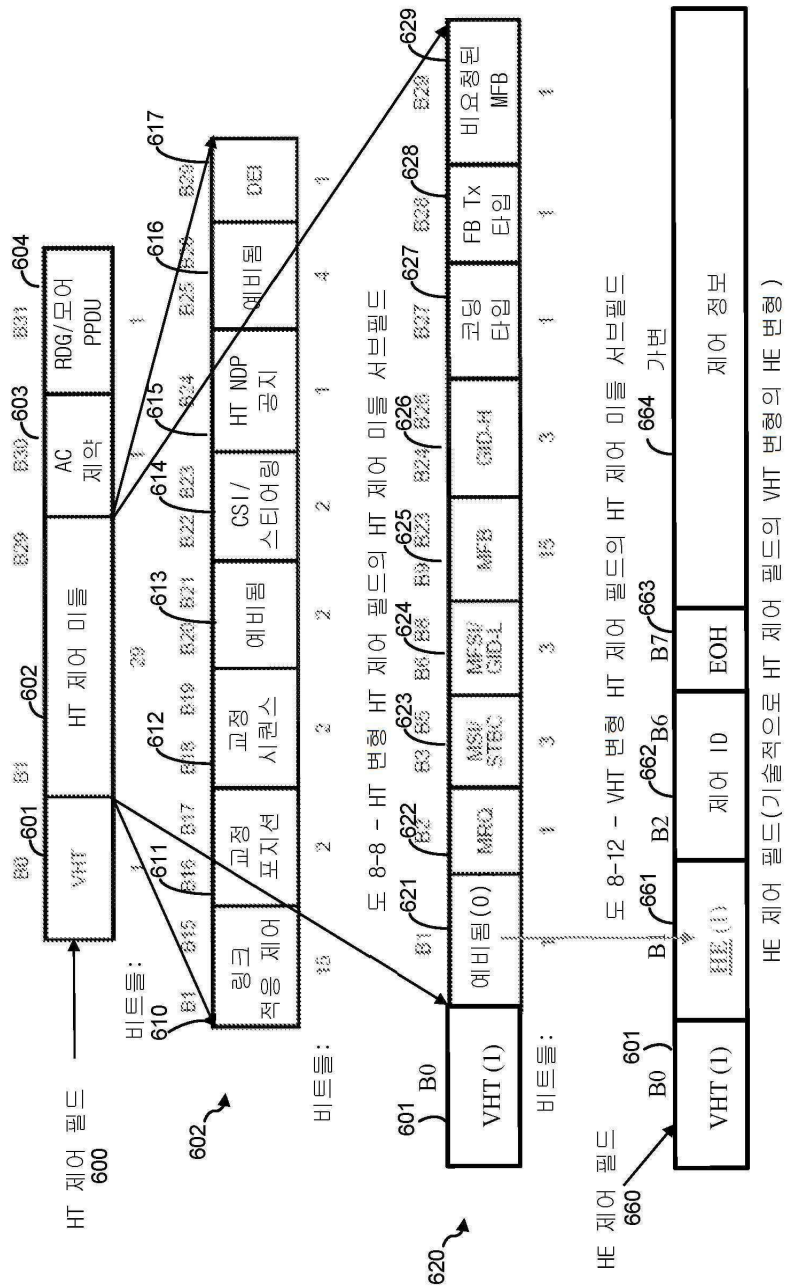 HT 제어 필드
600
B0
601
B1
602
B29
B30
603
B31
604
VHT
HT 제어 미들
AC
제약
RDG/모어
PPDU
비트들:
1
29
1
1
602
610
B1
B15
B16
611
B17
612
B18
B19
B20
613
B21
B22
614
B23
615
B24
B25
616
B28
B29
617
링크
적응 제어
교정
포지션
교정
시퀀스
예비됨
CSI/
스티어링
HT NDP
공지
예비됨
DEI
비트들:
15
2
2
2
2
1
4
1
도 8-8 - HT 변형 HT 제어 필드의 HT 제어 미들 서브필드
620
601
B0
B1
621
B2
622
B3
623
B5
B6
624
B8
B9
625
B23
B24
626
B26
B27
627
B28
628
B29
629
VHT (1)
예비됨(0)
MRQ
MSI/
STBC
MFSI/
GID-L
MFB
GID-H
코딩
타입
FB Tx
타입
비요청된
MFB
비트들:
1
1
3
3
15
3
1
1
1
도 8-12 - VHT 변형 HT 제어 필드의 HT 제어 미들 서브필드
HE 제어 필드
660
B0
601
B1
661
B2
662
B6
B7
663
664
가변
VHT (1)
HE (1)
제어 ID
EOH
제어 정보
HE 제어 필드(기술적으로 HT 제어 필드의 VHT 변형의 HE 변형)